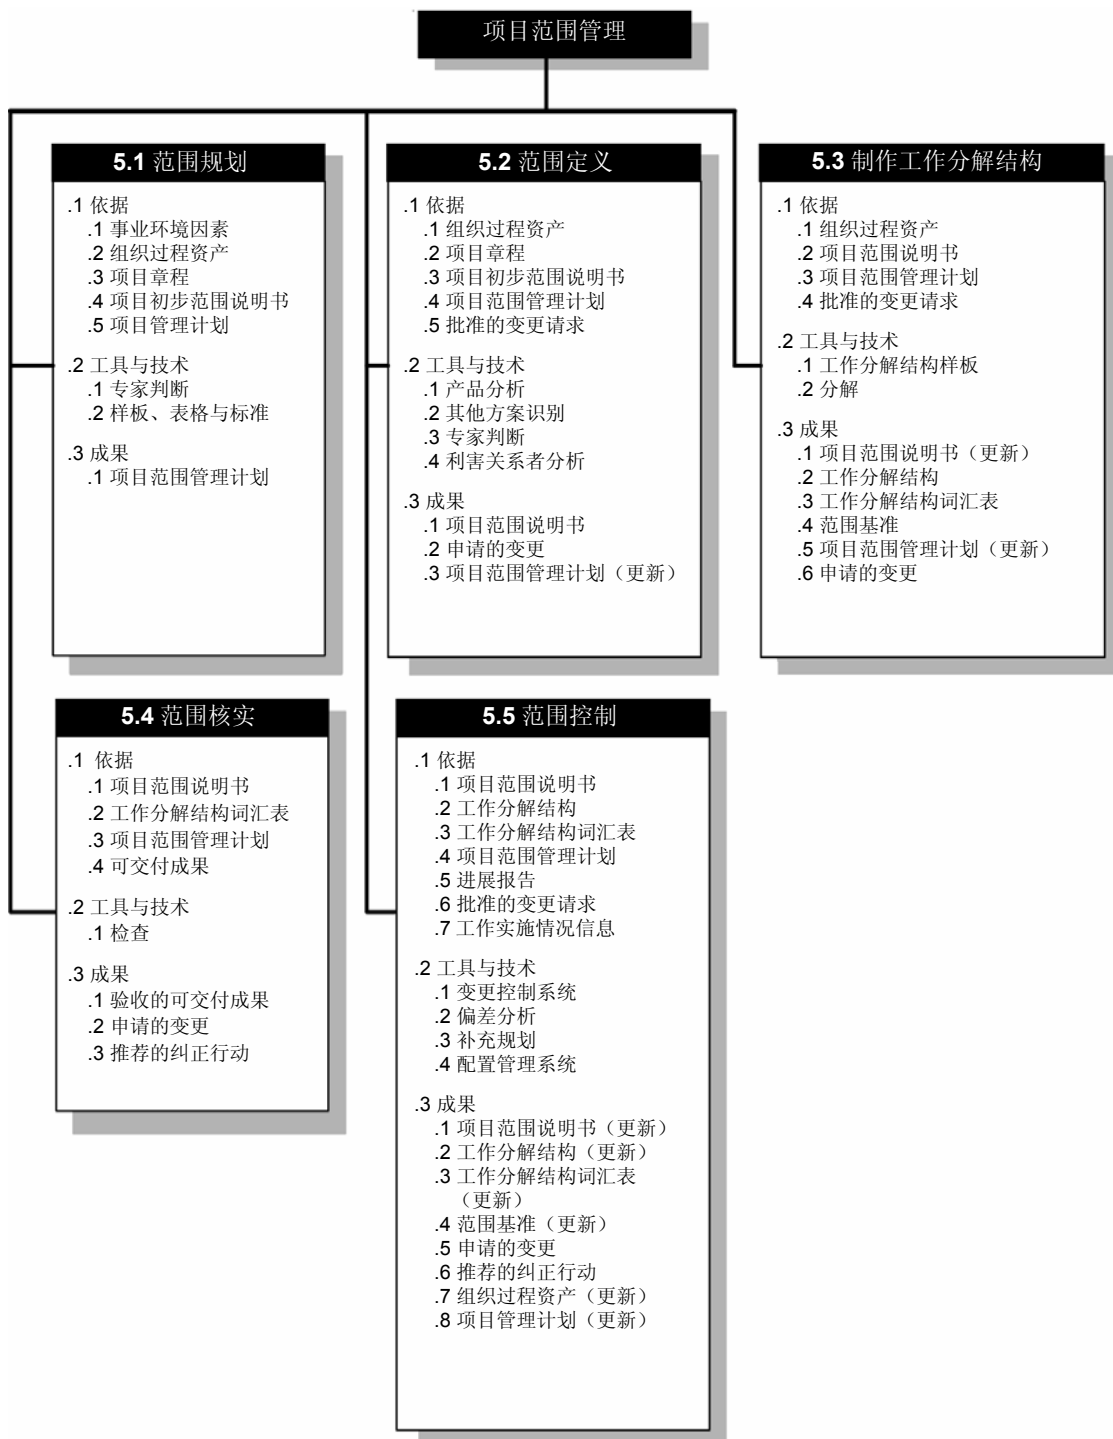 项目范围管理
5.1 范围规划
.1 依据
.1 事业环境因素
.2 组织过程资产
.3 项目章程
.4 项目初步范围说明书
.5 项目管理计划
.2 工具与技术
.1 专家判断
.2 样板、表格与标准
.3 成果
.1 项目范围管理计划
5.2 范围定义
.1 依据
.1 组织过程资产
.2 项目章程
.3 项目初步范围说明书
.4 项目范围管理计划
.5 批准的变更请求
.2 工具与技术
.1 产品分析
.2 其他方案识别
.3 专家判断
.4 利害关系者分析
.3 成果
.1 项目范围说明书
.2 申请的变更
.3 项目范围管理计划（更新）
5.3 制作工作分解结构
.1 依据
.1 组织过程资产
.2 项目范围说明书
.3 项目范围管理计划
.4 批准的变更请求
.2 工具与技术
.1 工作分解结构样板
.2 分解
.3 成果
.1 项目范围说明书（更新）
.2 工作分解结构
.3 工作分解结构词汇表
.4 范围基准
.5 项目范围管理计划（更新）
.6 申请的变更
5.4 范围核实
.1 依据
.1 项目范围说明书
.2 工作分解结构词汇表
.3 项目范围管理计划
.4 可交付成果
.2 工具与技术
.1 检查
.3 成果
.1 验收的可交付成果
.2 申请的变更
.3 推荐的纠正行动
5.5 范围控制
.1 依据
.1 项目范围说明书
.2 工作分解结构
.3 工作分解结构词汇表
.4 项目范围管理计划
.5 进展报告
.6 批准的变更请求
.7 工作实施情况信息
.2 工具与技术
.1 变更控制系统
.2 偏差分析
.3 补充规划
.4 配置管理系统
.3 成果
.1 项目范围说明书（更新）
.2 工作分解结构（更新）
.3 工作分解结构词汇表
（更新）
.4 范围基准（更新）
.5 申请的变更
.6 推荐的纠正行动
.7 组织过程资产（更新）
.8 项目管理计划（更新）